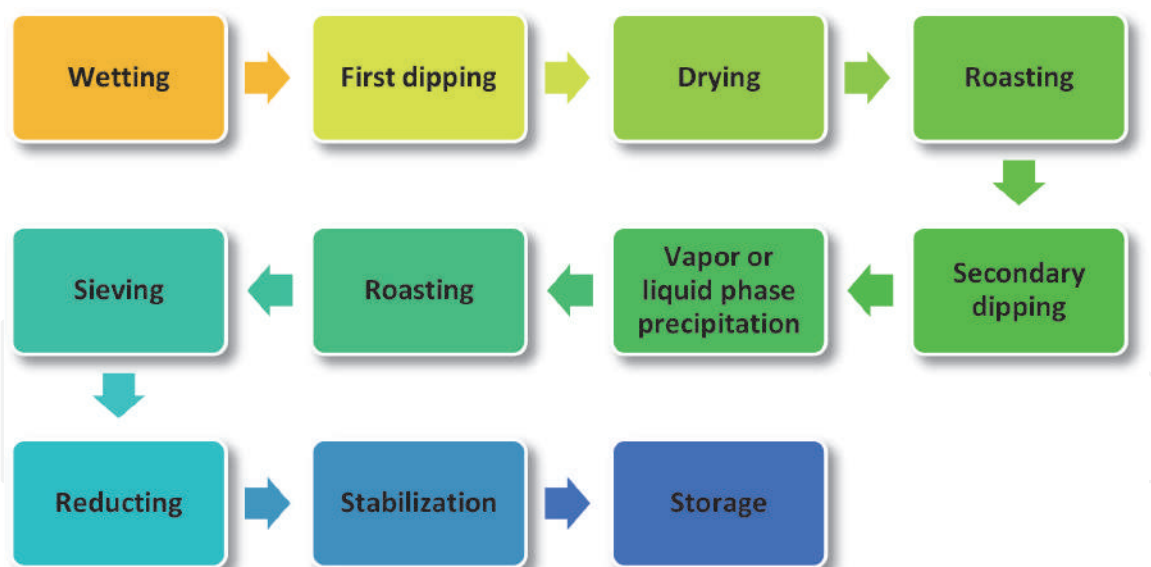 Wetting
First dipping
Drying
Roasting
Secondary
dipping
Vapor or
liquid phase
precipitation
Roasting
Sieving
Reducting
Stabilization
Storage